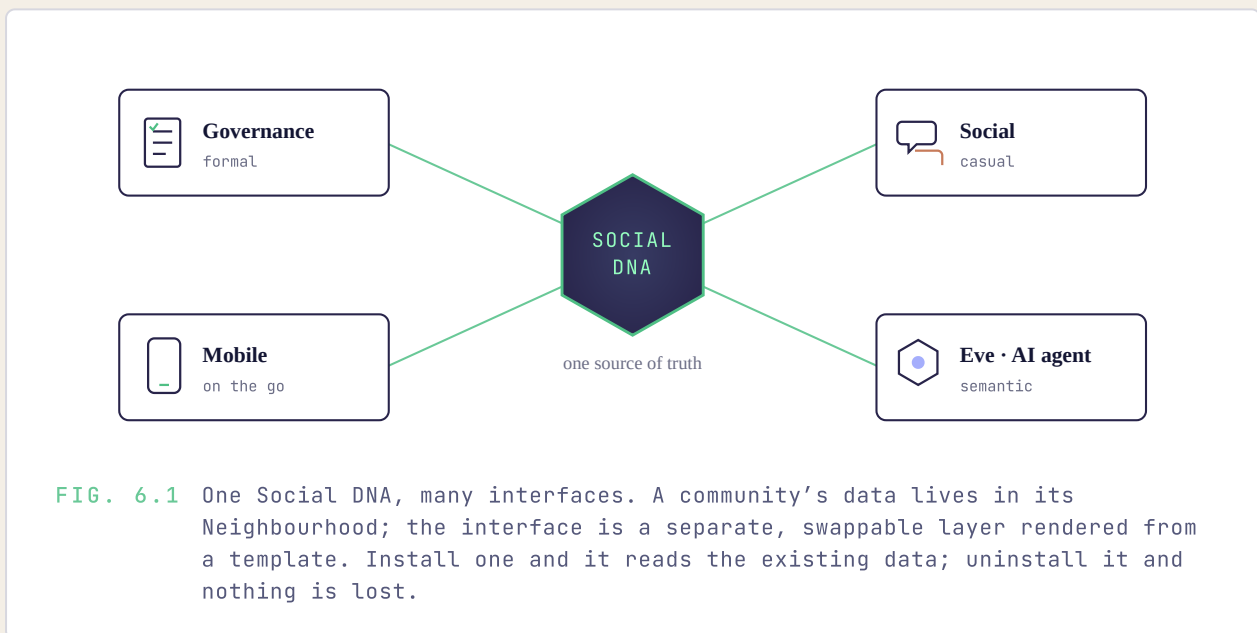 Governance
formal
Social
casual
SOCIAL
DNA
Mobile
on the go
one source of truth
Eve · AI agent
semantic
FIG. 6.1 One Social DNA, many interfaces. A community’s data lives in its
Neighbourhood; the interface is a separate, swappable layer rendered from
a template. Install one and it reads the existing data; uninstall it and
nothing is lost.